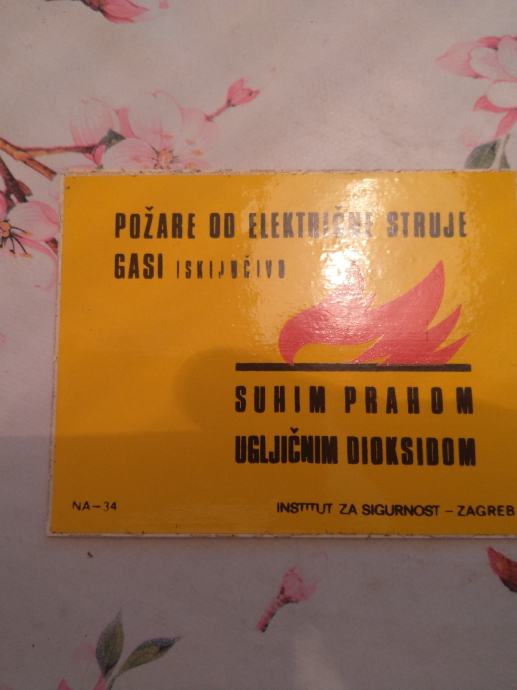 POŽARE OD ELEKTRIČNE STRUJE
GASI ISKLJUČIVO
SUHIM PRAHOM
UGLJIČNIM DIOKSIDOM
NA-34 INSTITUT ZA SIGURNOST - ZAGREB